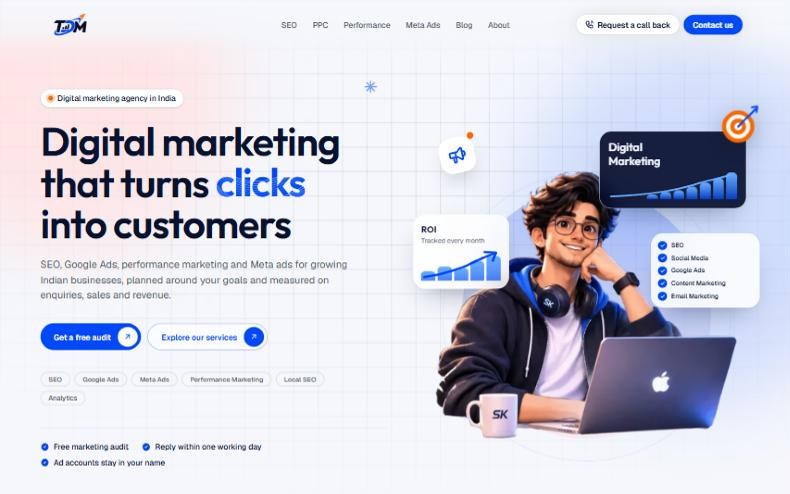 TDM
SEO
PPC
Performance
Meta Ads
Blog
About
Request a call back
Contact us
Digital marketing agency in India
Digital marketing
that turns clicks
into customers
SEO, Google Ads, performance marketing and Meta ads for growing
Indian businesses, planned around your goals and measured on
enquiries, sales and revenue.
Get a free audit
Explore our services
SEO
Google Ads
Meta Ads
Performance Marketing
Local SEO
Analytics
Free marketing audit
Reply within one working day
Ad accounts stay in your name
Digital
Marketing
ROI
Tracked every month
SEO
Social Media
Google Ads
Content Marketing
Email Marketing
SK
SK